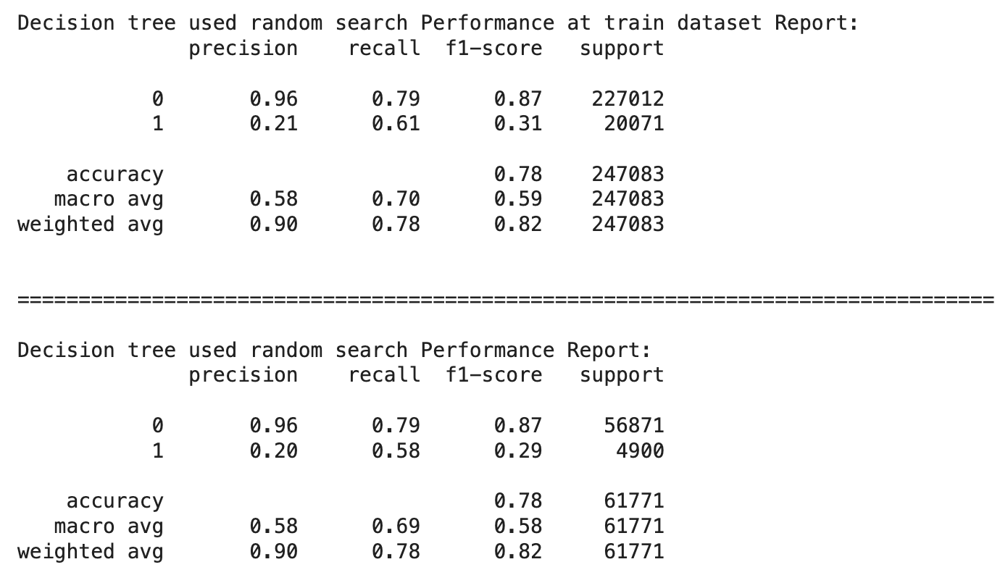 Decision tree used random search Performance at train dataset Report:
              precision    recall  f1-score   support

           0       0.96      0.79      0.87    227012
           1       0.21      0.61      0.31     20071

    accuracy                           0.78    247083
   macro avg       0.58      0.70      0.59    247083
weighted avg       0.90      0.78      0.82    247083

================================================================================

Decision tree used random search Performance Report:
              precision    recall  f1-score   support

           0       0.96      0.79      0.87     56871
           1       0.20      0.58      0.29      4900

    accuracy                           0.78     61771
   macro avg       0.58      0.69      0.58     61771
weighted avg       0.90      0.78      0.82     61771